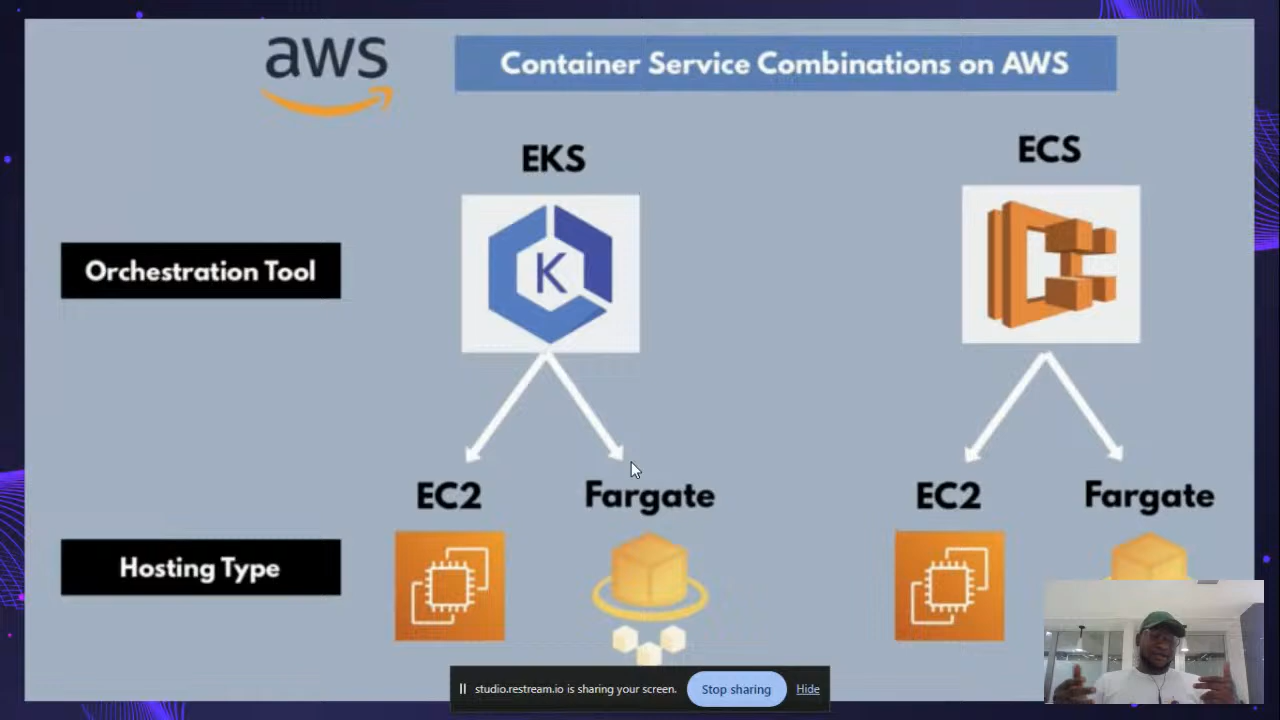 aws
Container Service Combinations on AWS
EKS
ECS
Orchestration Tool
K
EC2
Fargate
EC2
Fargate
Hosting Type
studio.restream.io is sharing your screen.
Stop sharing
Hide